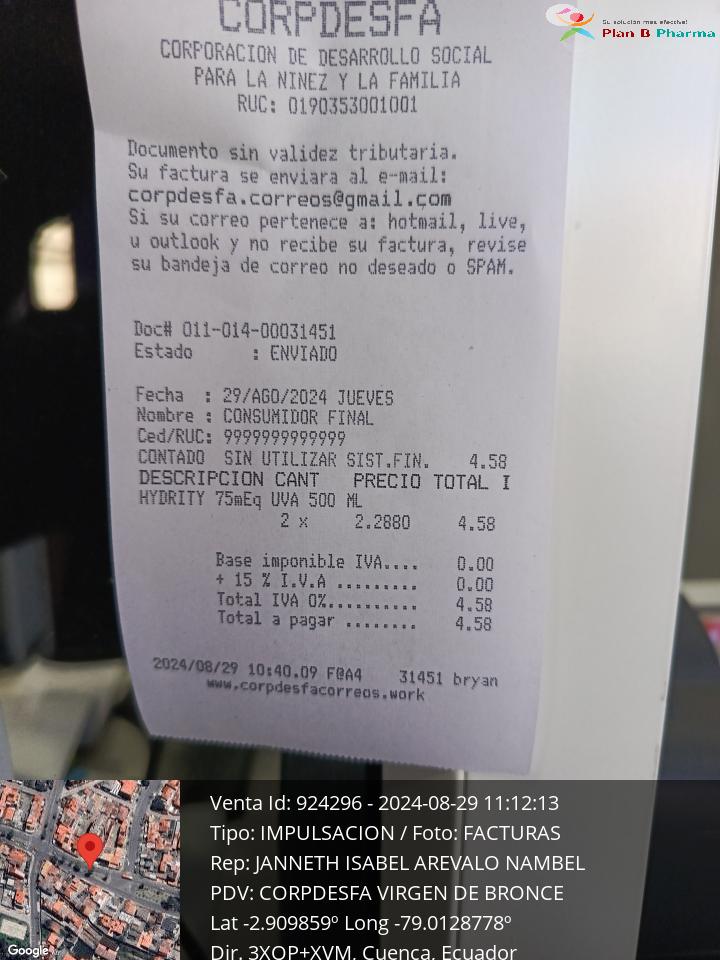 CORPDESFA
CORPORACION DE DESARROLLO SOCIAL
PARA LA NINEZ Y LA FAMILIA
RUC: 0190353001001
Documento sin validez tributaria.
Su factura se enviara al e-mail:
corpdesfa.correos@gmail.com
Si su correo pertenece a: hotmail, live,
u outlook y no recibe su factura, revise
su bandeja de correo no deseado o SPAM.
Doc# 011-014-00031451
Estado : ENVIADO
Fecha : 29/AGO/2024 JUEVES
Nombre : CONSUMIDOR FINAL
Ced/RUC: 9999999999999
CONTADO SIN UTILIZAR SIST.FIN. 4.58
DESCRIPCION CANT PRECIO TOTAL I
HYDRITY 75mEq UVA 500 ML
2 x 2.2880 4.58
Base imponible IVA.... 0.00
+ 15 % I.V.A ......... 0.00
Total IVA 0%.......... 4.58
Total a pagar ........ 4.58
2024/08/29 10:40.09 F@A4 31451 bryan
www.corpdesfacorreos.work
Su solución más efectiva!
Plan B Pharma
Venta Id: 924296 - 2024-08-29 11:12:13
Tipo: IMPULSACION / Foto: FACTURAS
Rep: JANNETH ISABEL AREVALO NAMBEL
PDV: CORPDESFA VIRGEN DE BRONCE
Lat -2.909859º Long -79.0128778º
Dir. 3XQP+XVM, Cuenca, Ecuador
Google